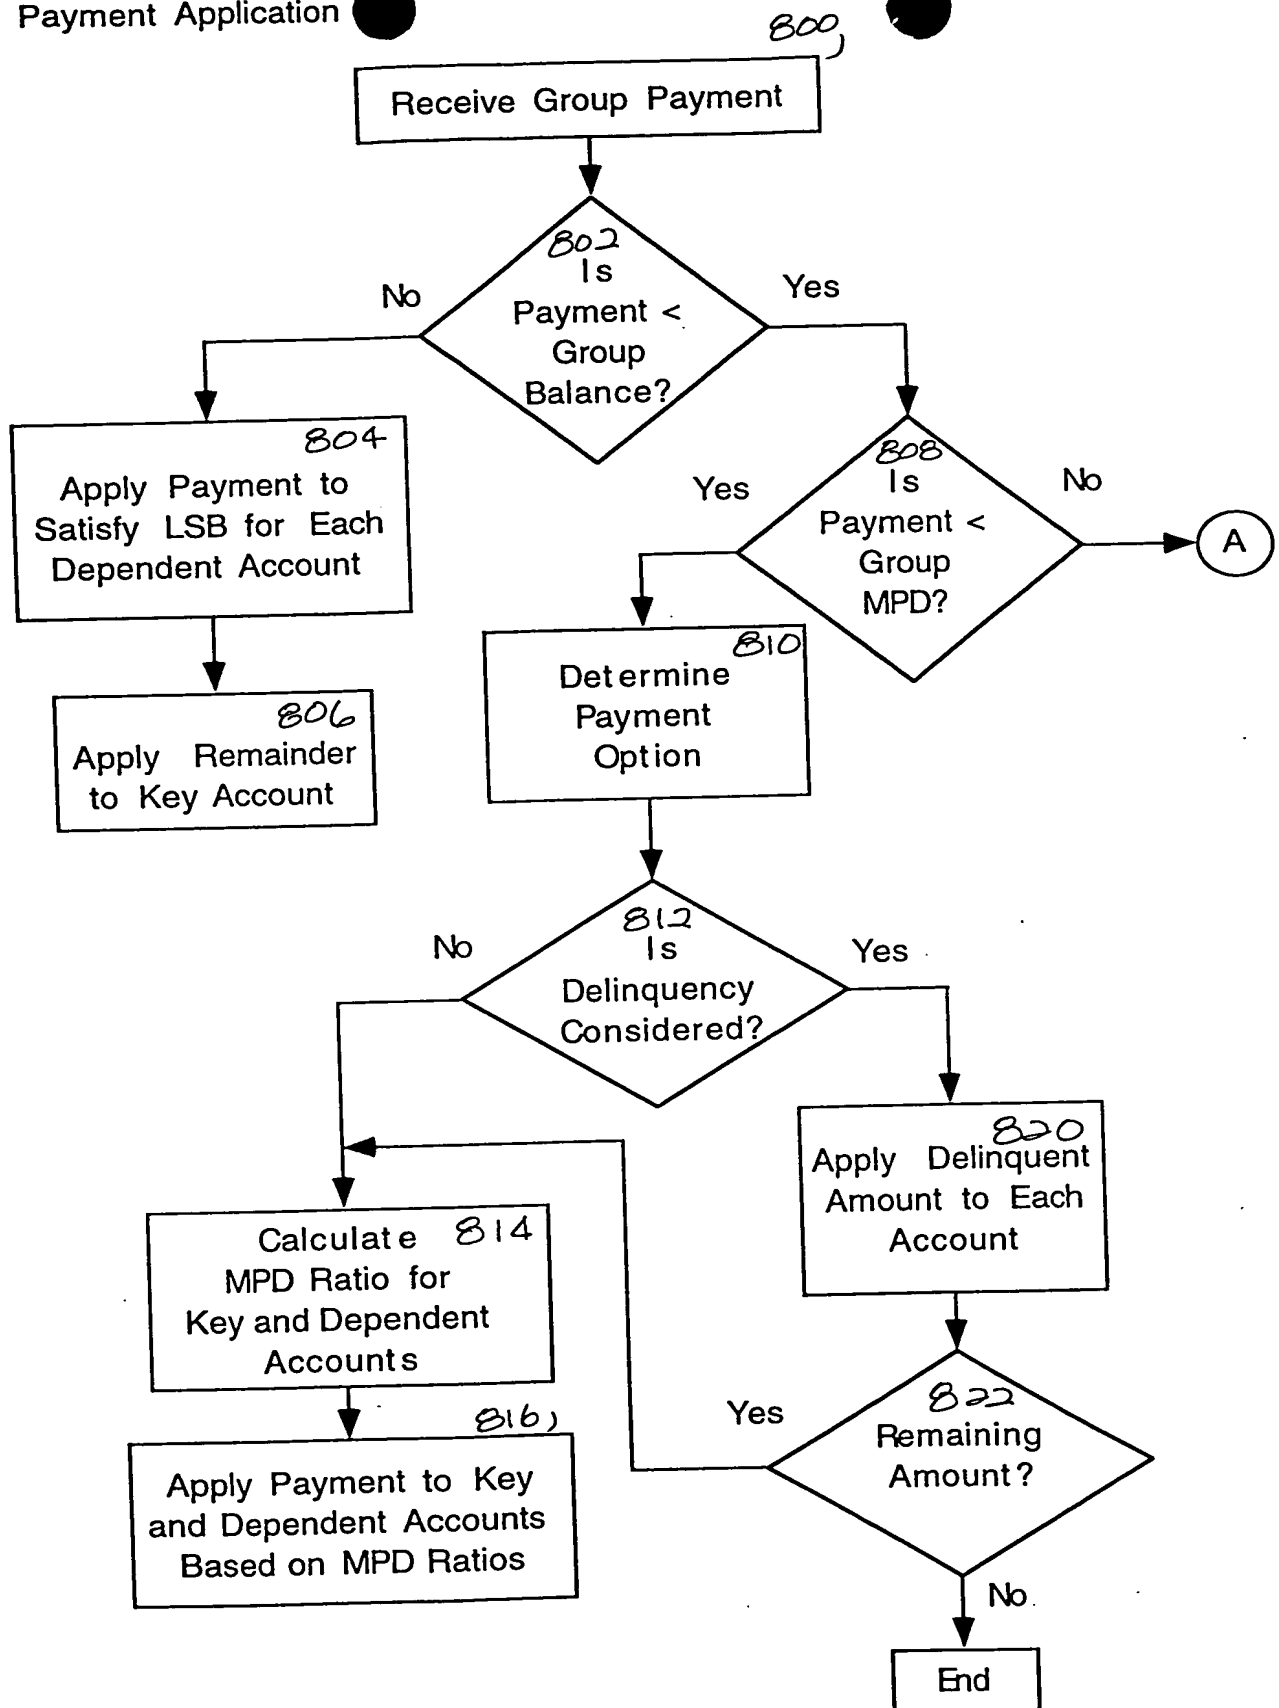 Payment Application
800
Receive Group Payment
802
Is
Payment <
Group
Balance?
No
Yes
804
Apply Payment to
Satisfy LSB for Each
Dependent Account
806
Apply Remainder
to Key Account
808
Is
Payment <
Group
MPD?
Yes
No
A
810
Determine
Payment
Option
812
Is
Delinquency
Considered?
No
Yes
820
Apply Delinquent
Amount to Each
Account
814
Calculate
MPD Ratio for
Key and Dependent
Accounts
816
Apply Payment to Key
and Dependent Accounts
Based on MPD Ratios
822
Remaining
Amount?
Yes
No
End